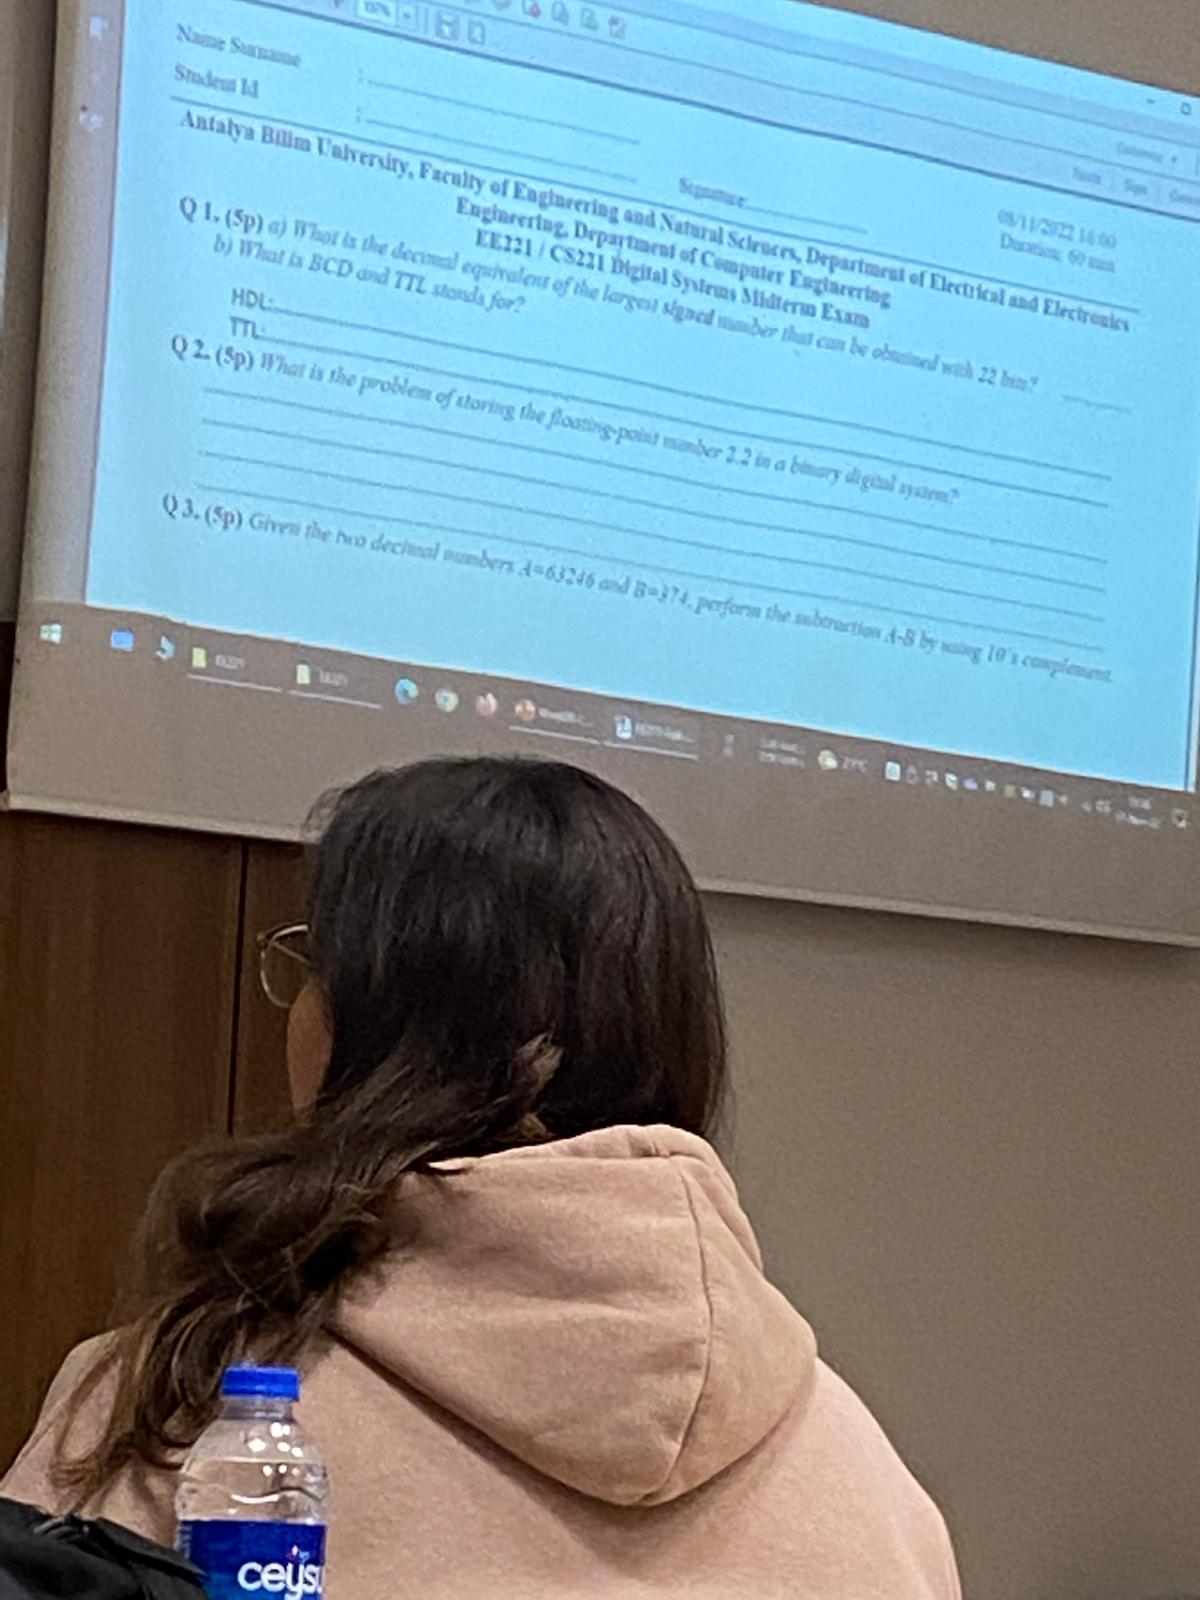 Name Surname :
Student Id :
Signature
08/11/2022 16:00
Duration: 60 min
Antalya Bilim University, Faculty of Engineering and Natural Sciences, Department of Electrical and Electronics
Engineering, Department of Computer Engineering
EE221 / CS221 Digital Systems Midterm Exam
Q 1. (5p) a) What is the decimal equivalent of the largest signed number that can be obtained with 22 bits?
b) What is BCD and TTL stands for?
HDL:
TTL:
Q 2. (5p) What is the problem of storing the floating-point number 2.2 in a binary digital system?
Q 3. (5p) Given the two decimal numbers A=63246 and B=374, perform the subtraction A-B by using 10's complement.
27°C
ceysu